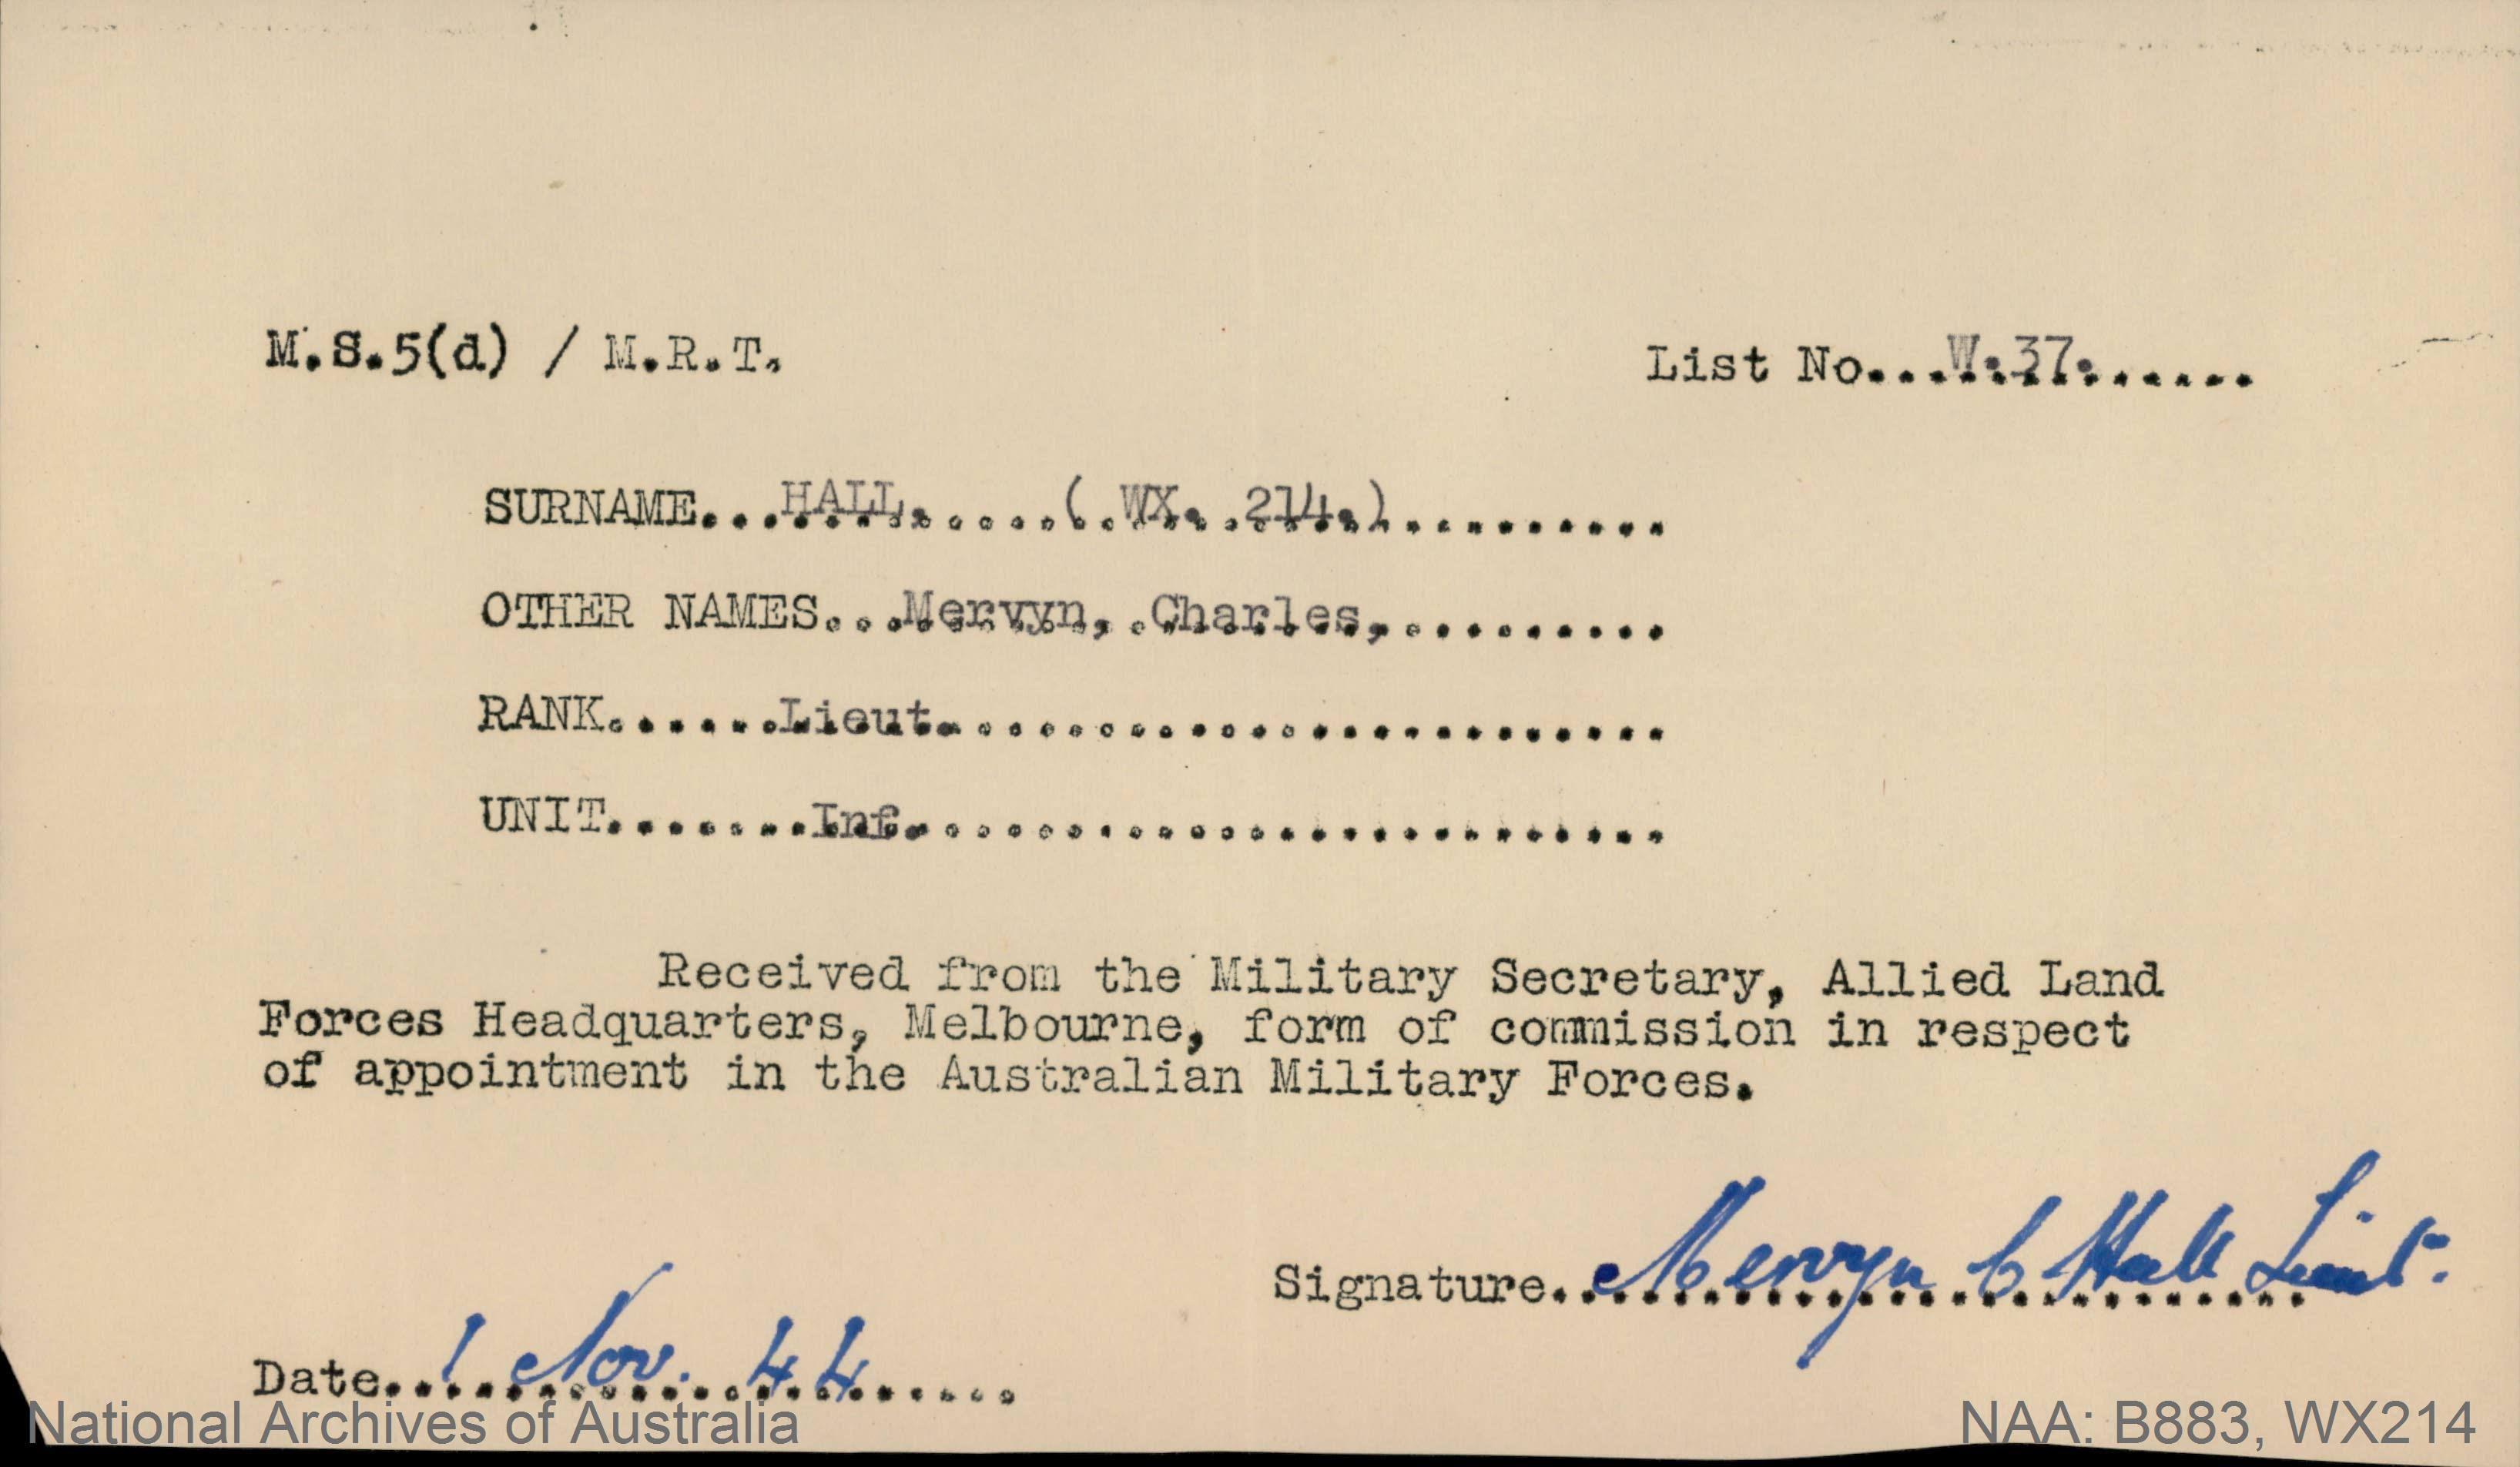 M.S.5(d) / M.R.T.
List No...W.37.......
SURNAME...HALL......(.WX...214.)..........
OTHER NAMES...Mervyn,.Charles,..........
RANK......Lieut.........................
UNIT.......Inf..........................
Received from the Military Secretary, Allied Land
Forces Headquarters, Melbourne, form of commission in respect
of appointment in the Australian Military Forces.
Signature..Mervyn C Hall Lieut.
Date...1 Nov. 44......
National Archives of Australia
NAA: B883, WX214